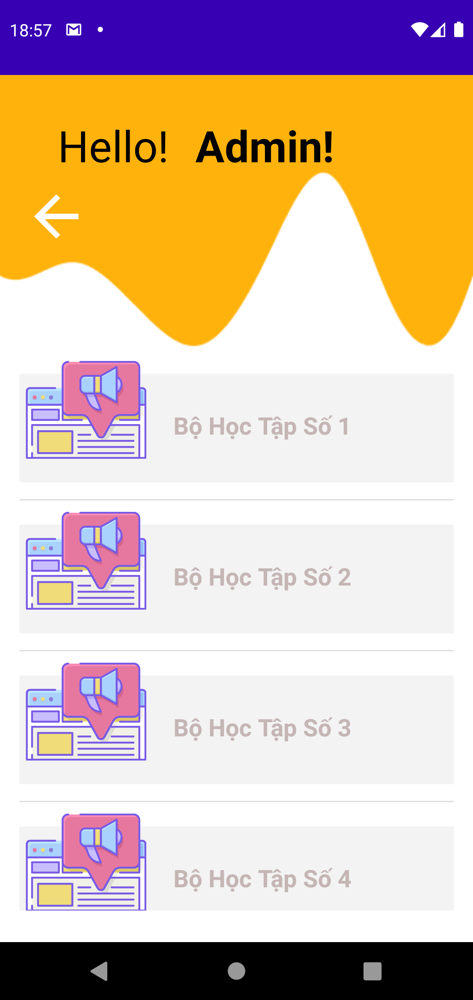 18:57
Hello! Admin!
Bộ Học Tập Số 1
Bộ Học Tập Số 2
Bộ Học Tập Số 3
Bộ Học Tập Số 4